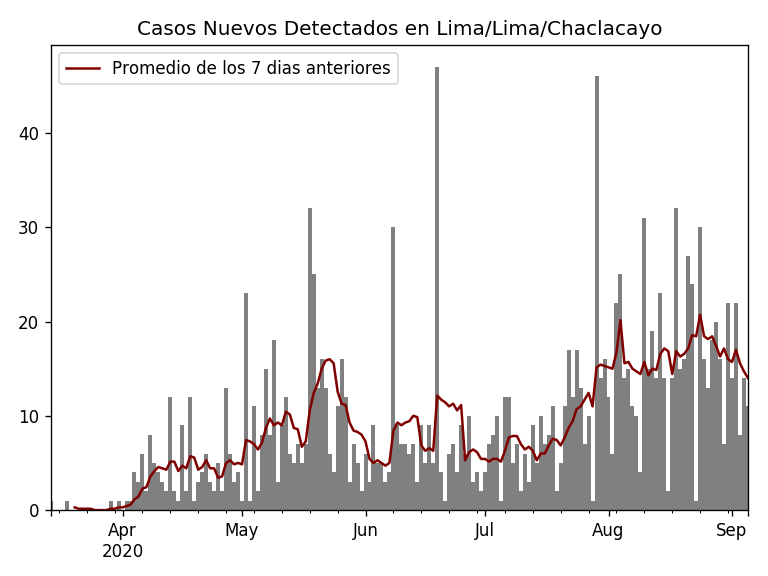 Casos Nuevos Detectados en Lima/Lima/Chaclacayo
Promedio de los 7 dias anteriores
40
30
20
10
0
Apr May Jun Jul Aug Sep
2020